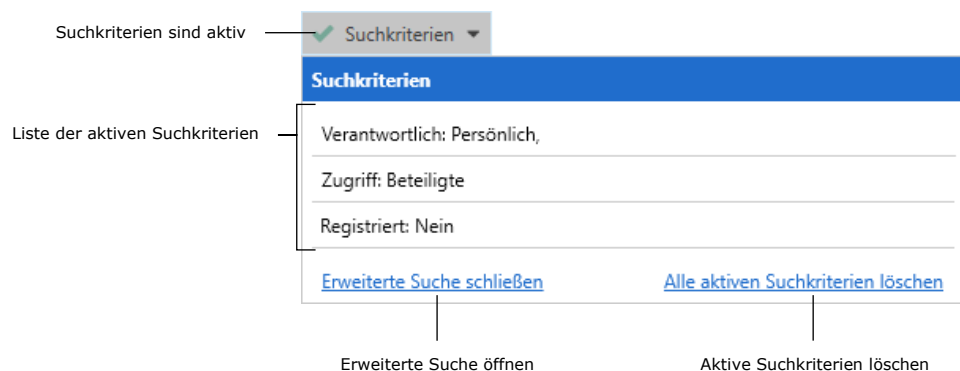 Suchkriterien sind aktiv
Suchkriterien
Suchkriterien
Liste der aktiven Suchkriterien
Verantwortlich: Persönlich,
Zugriff: Beteiligte
Registriert: Nein
Erweiterte Suche schließen
Alle aktiven Suchkriterien löschen
Erweiterte Suche öffnen
Aktive Suchkriterien löschen